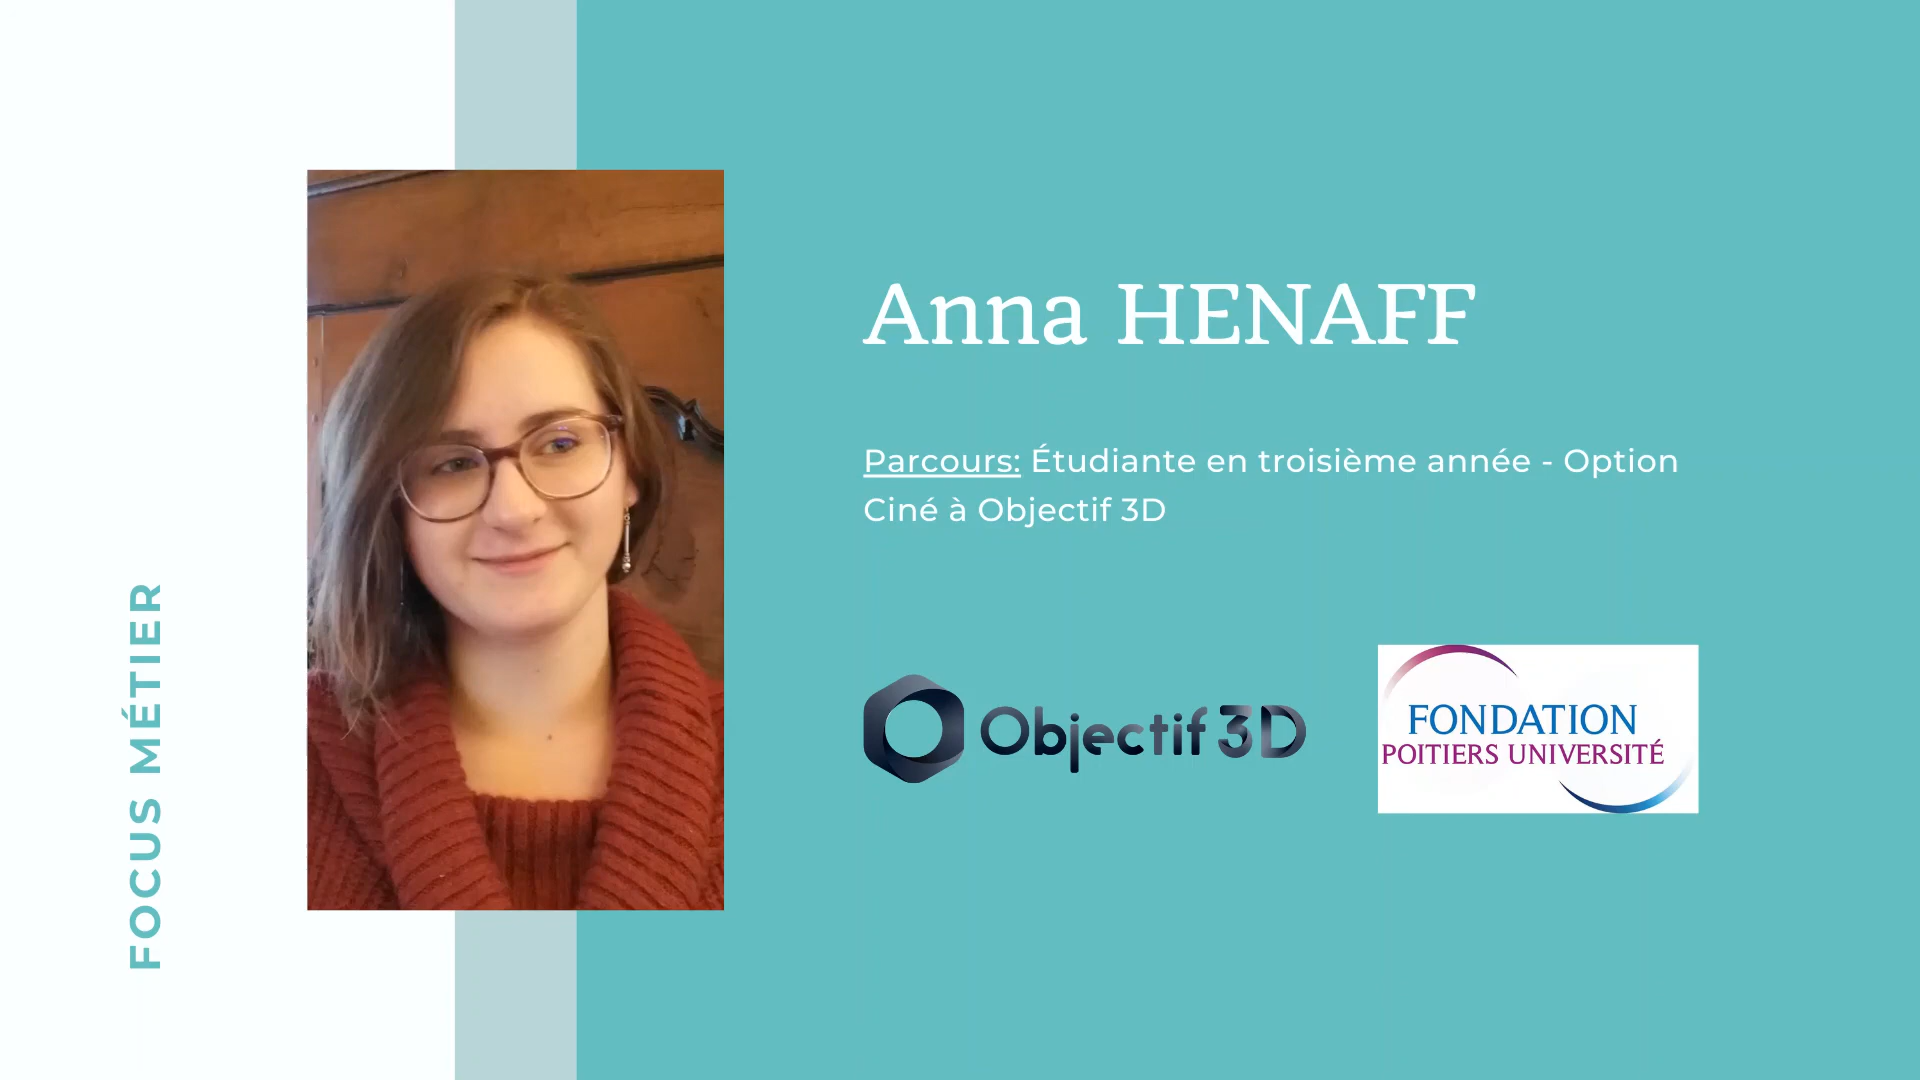 FOCUS MÉTIER
Anna HENAFF
Parcours: Étudiante en troisième année - Option
Ciné à Objectif 3D
Objectif 3D
FONDATION
POITIERS UNIVERSITÉ